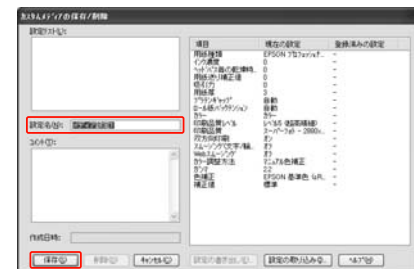 カスタムメディアの保存/削除
設定リスト(L):
項目 現在の設定 登録済みの設定
用紙種類 EPSON プロフェッショナルフ.. -
インク濃度 0 -
ヘッドパス毎の乾燥時.. 0 -
用紙送り補正値 0 -
吸引力 0 -
用紙厚 3 -
プラテンギャップ 自動 -
ロール紙バックテンション 自動 -
カラー カラー -
印刷品質レベル レベル5
印刷品質 スーパーファイン - 2880x..
双方向印刷 オン
スムージング(文字/輪.. オフ -
Webスムージング オフ -
カラー調整方法 マニュアル色補正 -
ガンマ 2.2 -
色補正 EPSON 基準色
補正値 標準 -
設定名(N):
コメント(T):
作成日時:
保存(S) 削除(D) キャンセル(C) 設定の書き出し(E).. 設定の取り込み(I).. ヘルプ(H)